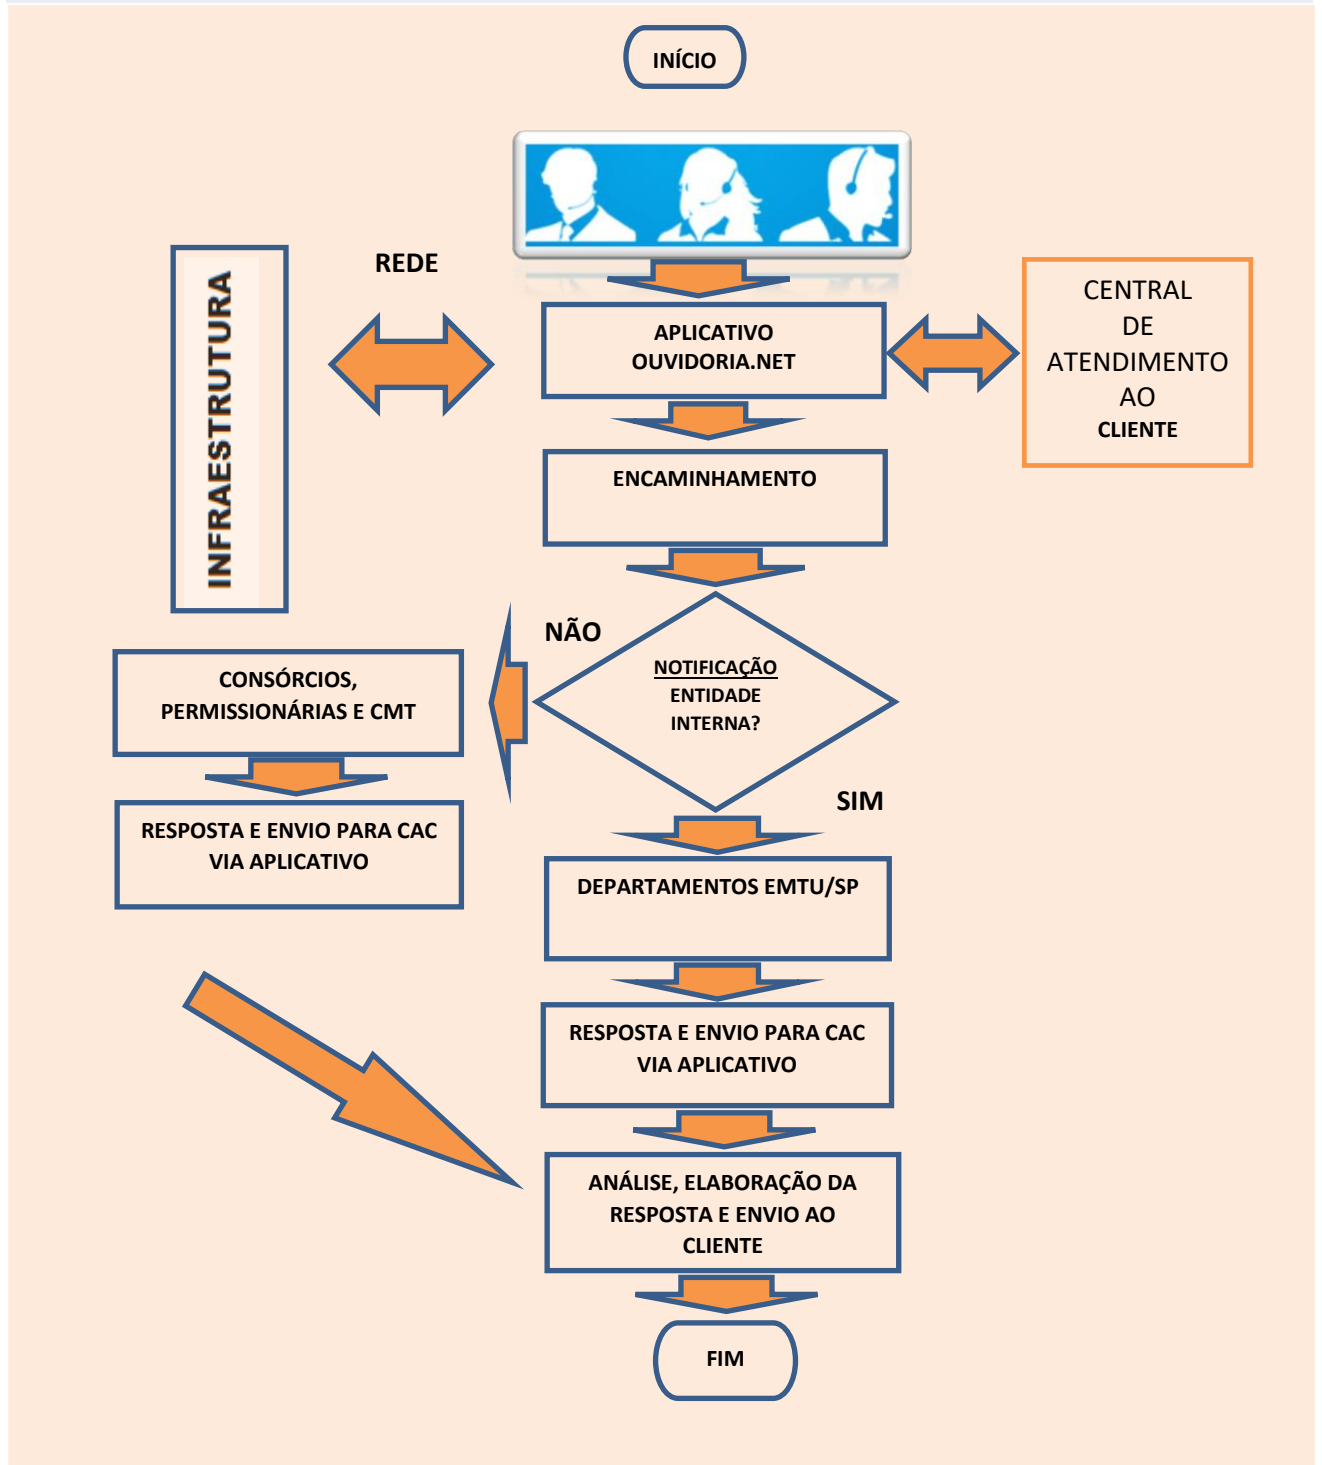 INÍCIO
REDE
INFRAESTRUTURA
APLICATIVO
OUVIDORIA.NET
CENTRAL
DE
ATENDIMENTO
AO
CLIENTE
ENCAMINHAMENTO
NÃO
NOTIFICAÇÃO
ENTIDADE
INTERNA?
CONSÓRCIOS,
PERMISSIONÁRIAS E CMT
SIM
RESPOSTA E ENVIO PARA CAC
VIA APLICATIVO
DEPARTAMENTOS EMTU/SP
RESPOSTA E ENVIO PARA CAC
VIA APLICATIVO
ANÁLISE, ELABORAÇÃO DA
RESPOSTA E ENVIO AO
CLIENTE
FIM